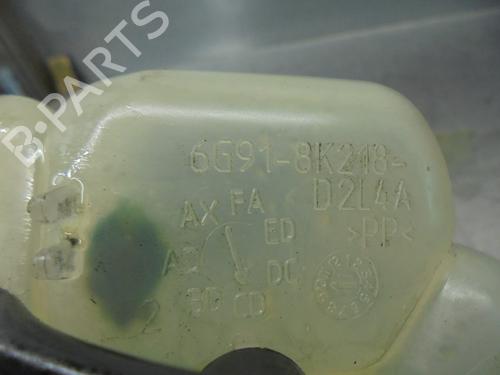 B-PARTS
6G91-8K218-
D2L4A
AX FA
ED
>PP<
DC
CD
2